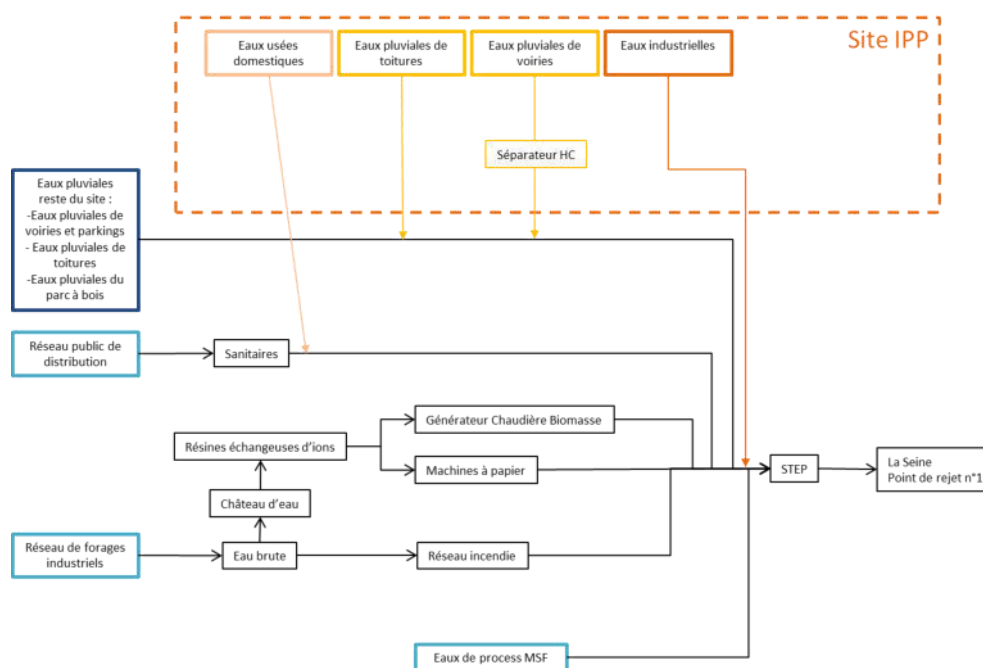 Site IPP
Eaux usées
domestiques
Eaux pluviales de
toitures
Eaux pluviales de
voiries
Eaux industrielles
Séparateur HC
Eaux pluviales
reste du site :
-Eaux pluviales de
voiries et parkings
- Eaux pluviales de
toitures
-Eaux pluviales du
parc à bois
Réseau public de
distribution
Sanitaires
Générateur Chaudière Biomasse
Résines échangeuses d'ions
Machines à papier
STEP
La Seine
Point de rejet n°1
Château d'eau
Réseau de forages
industriels
Eau brute
Réseau incendie
Eaux de process MSF